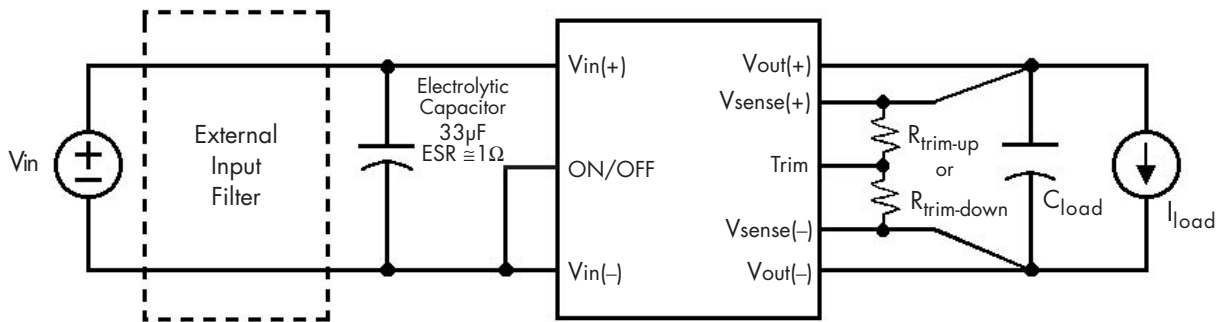 Vin
External
Input
Filter
Electrolytic
Capacitor
33µF
ESR ≅1Ω
Vin(+)
ON/OFF
Vin(–)
Vout(+)
Vsense(+)
Trim
Vsense(–)
Vout(–)
Rtrim-up
or
Rtrim-down
Cload
Iload